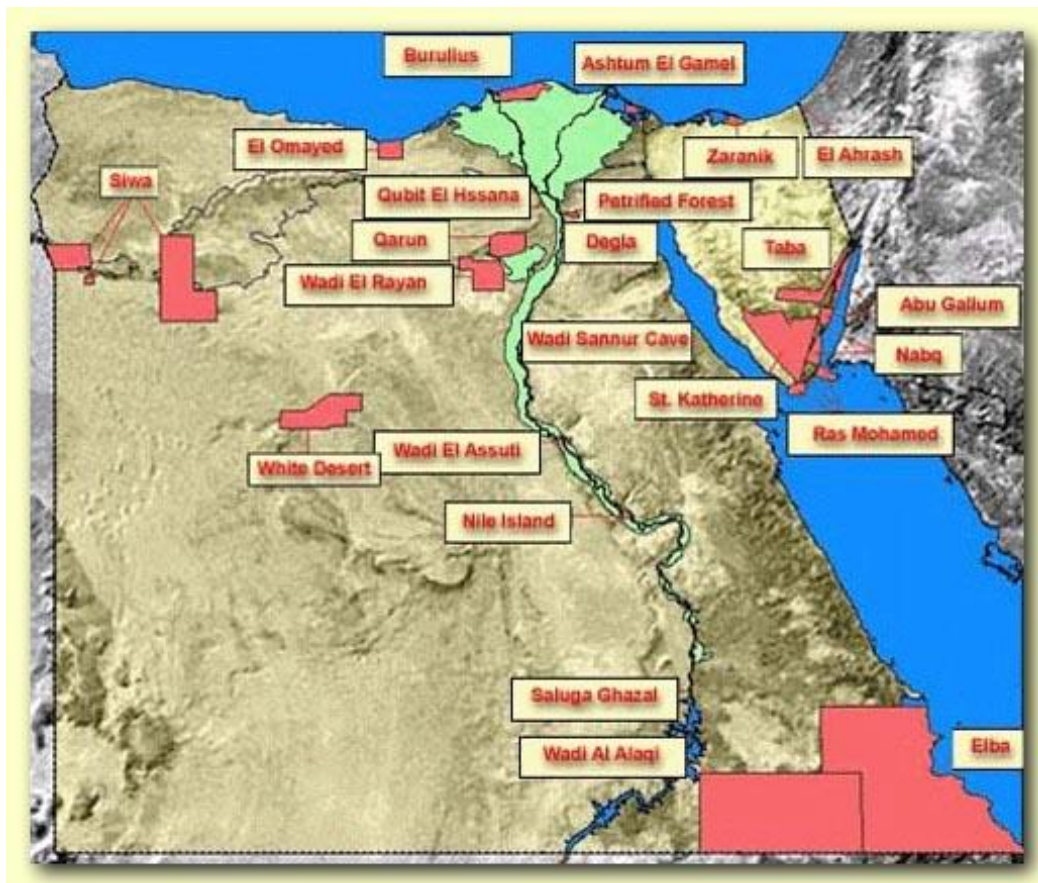 Burullus
Ashtum El Gamel
El Omayed
Zaranik
El Ahrash
Siwa
Qubit El Hssana
Petrified Forest
Qarun
Degla
Taba
Wadi El Rayan
Abu Gallum
Wadi Sannur Cave
Nabq
St. Katherine
Ras Mohamed
Wadi El Assuti
White Desert
Nile Island
Saluga Ghazal
Wadi Al Alaqi
Elba